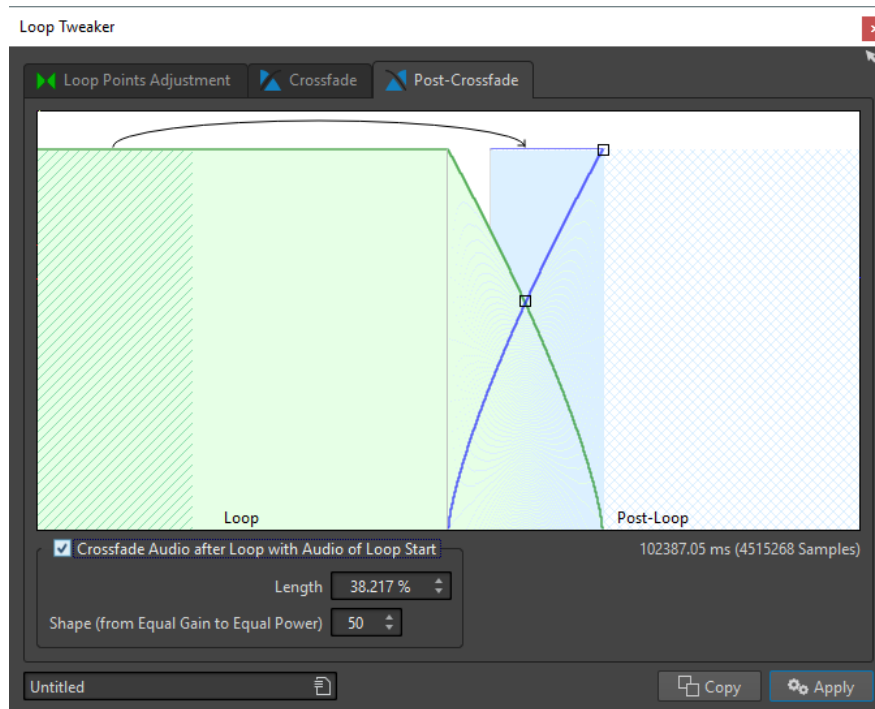 Loop Tweaker
Loop Points Adjustment
Crossfade
Post-Crossfade
Loop
Post-Loop
Crossfade Audio after Loop with Audio of Loop Start
102387.05 ms (4515268 Samples)
Length
38.217 %
Shape (from Equal Gain to Equal Power)
50
Untitled
Copy
Apply